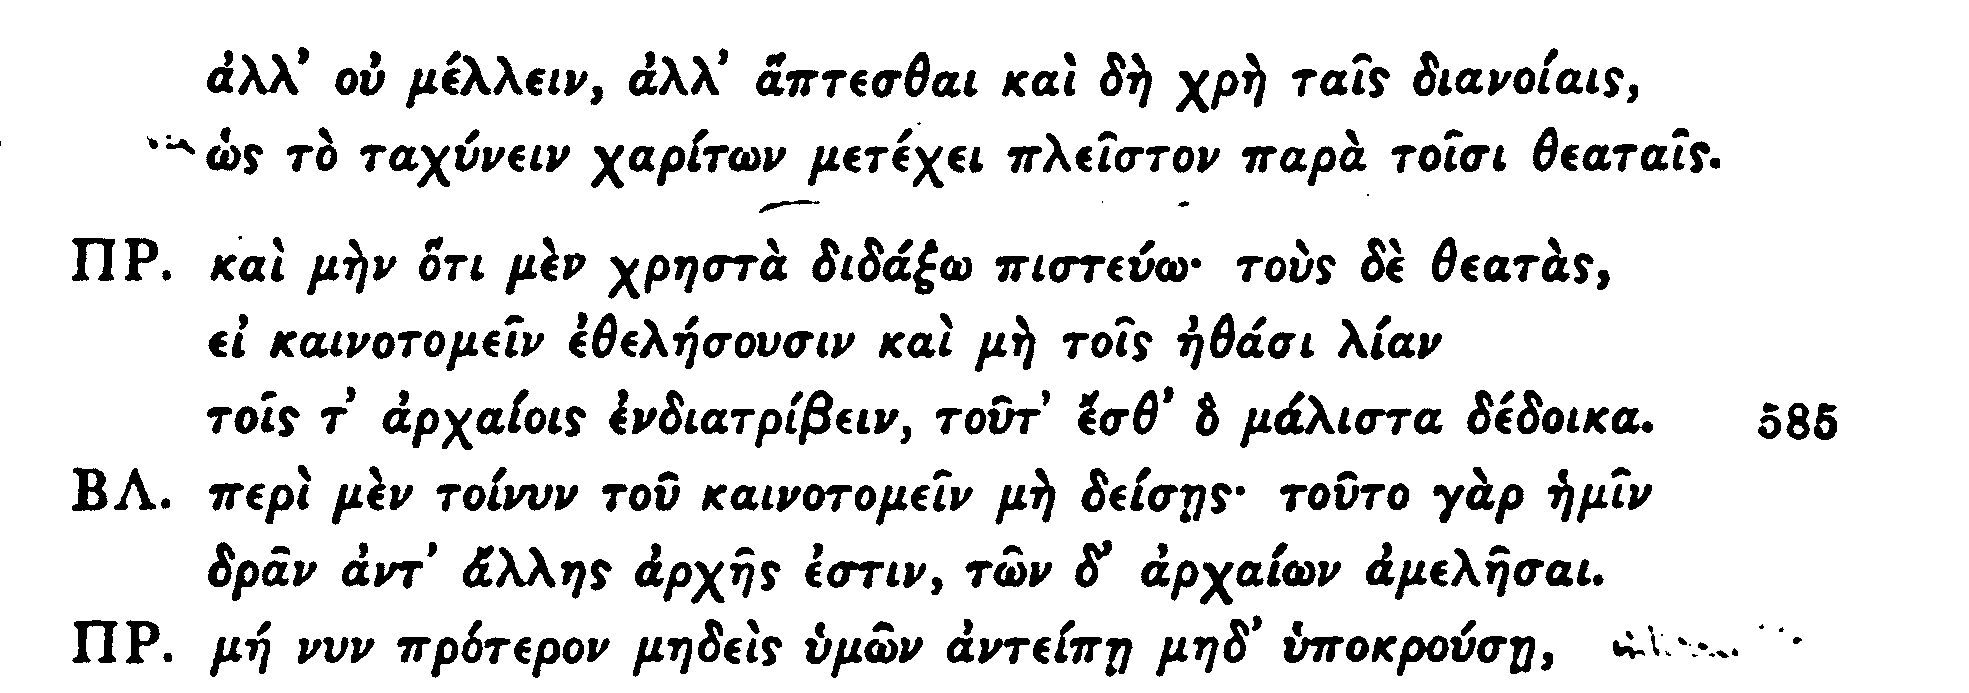 ἀλλ' οὐ μέλλειν, ἀλλ' ἅπτεσθαι καὶ δὴ χρὴ ταῖς διανοίαις,
ὡς τὸ ταχύνειν χαρίτων μετέχει πλεῖστον παρὰ τοῖσι θεαταῖς.
ΠΡ. καὶ μὴν ὅτι μὲν χρηστὰ διδάξω πιστεύω· τοὺς δὲ θεατὰς,
εἰ καινοτομεῖν ἐθελήσουσιν καὶ μὴ τοῖς ἠθάσι λίαν
τοῖς τ' ἀρχαίοις ἐνδιατρίβειν, τοῦτ' ἔσθ' ὃ μάλιστα δέδοικα. 585
ΒΛ. περὶ μὲν τοίνυν τοῦ καινοτομεῖν μὴ δείσῃς· τοῦτο γὰρ ἡμῖν
δρᾶν ἀντ' ἄλλης ἀρχῆς ἐστιν, τῶν δ' ἀρχαίων ἀμελῆσαι.
ΠΡ. μή νυν πρότερον μηδεὶς ὑμῶν ἀντείπῃ μηδ' ὑποκρούσῃ,